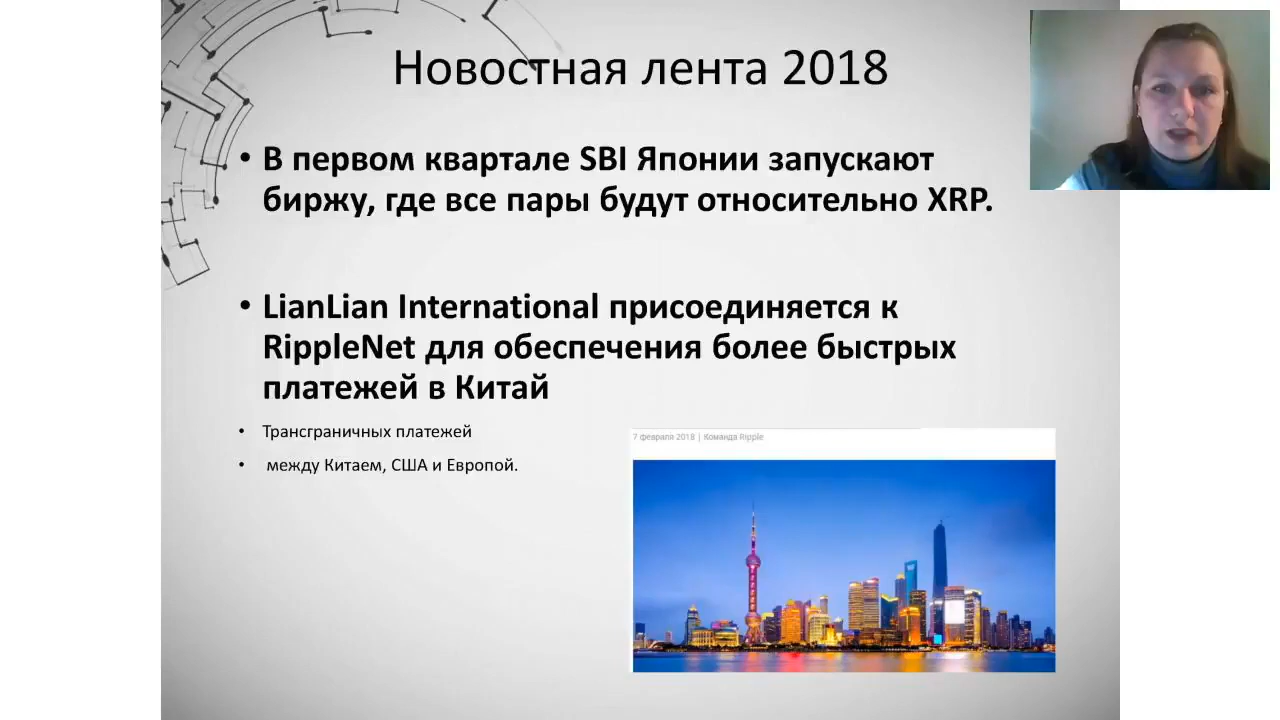 Новостная лента 2018
• В первом квартале SBI Японии запускают
биржу, где все пары будут относительно XRP.
• LianLian International присоединяется к
RippleNet для обеспечения более быстрых
платежей в Китай
• Трансграничных платежей
• между Китаем, США и Европой.
7 февраля 2018 | Команда Ripple